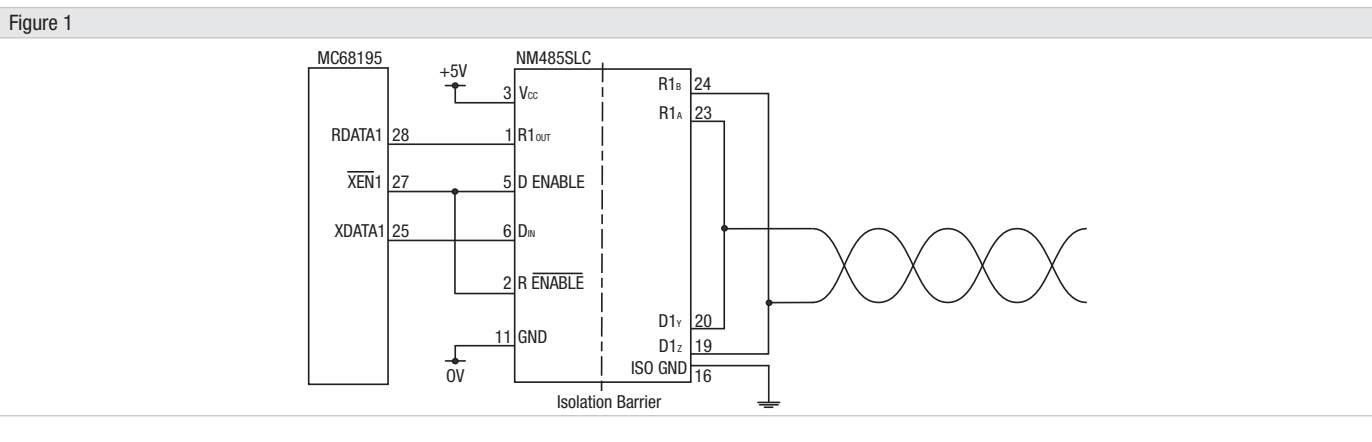 Figure 1
MC68195
NM485SLC
+5V
R1B 24
3 VCC
R1A 23
RDATA1 28
1 R1OUT
XEN1 27
5 D ENABLE
XDATA1 25
6 DIN
2 R ENABLE
D1Y 20
11 GND
D1Z 19
ISO GND 16
0V
Isolation Barrier